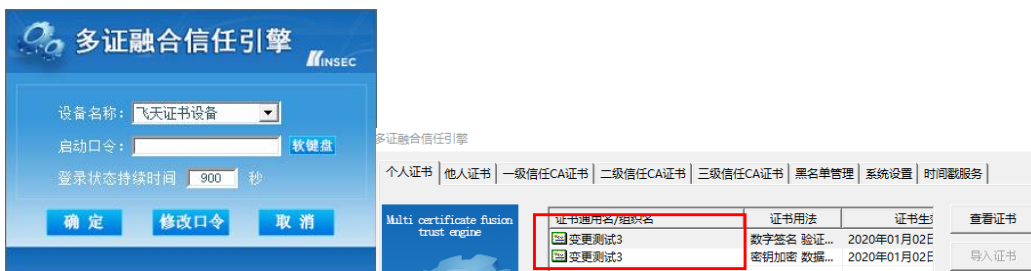 多证融合信任引擎
INSEC
设备名称: 飞天证书设备
启动口令: 软键盘
登录状态持续时间 900 秒
确定 修改口令 取消
多证融合信任引擎
个人证书 他人证书 一级信任CA证书 二级信任CA证书 三级信任CA证书 黑名单管理 系统设置 时间戳服务
Multi certificate fusion
trust engine
证书通用名/组织名 证书用法 证书生
变更测试3 数字签名 验证... 2020年01月02日
变更测试3 密钥加密 数据... 2020年01月02日
查看证书
导入证书